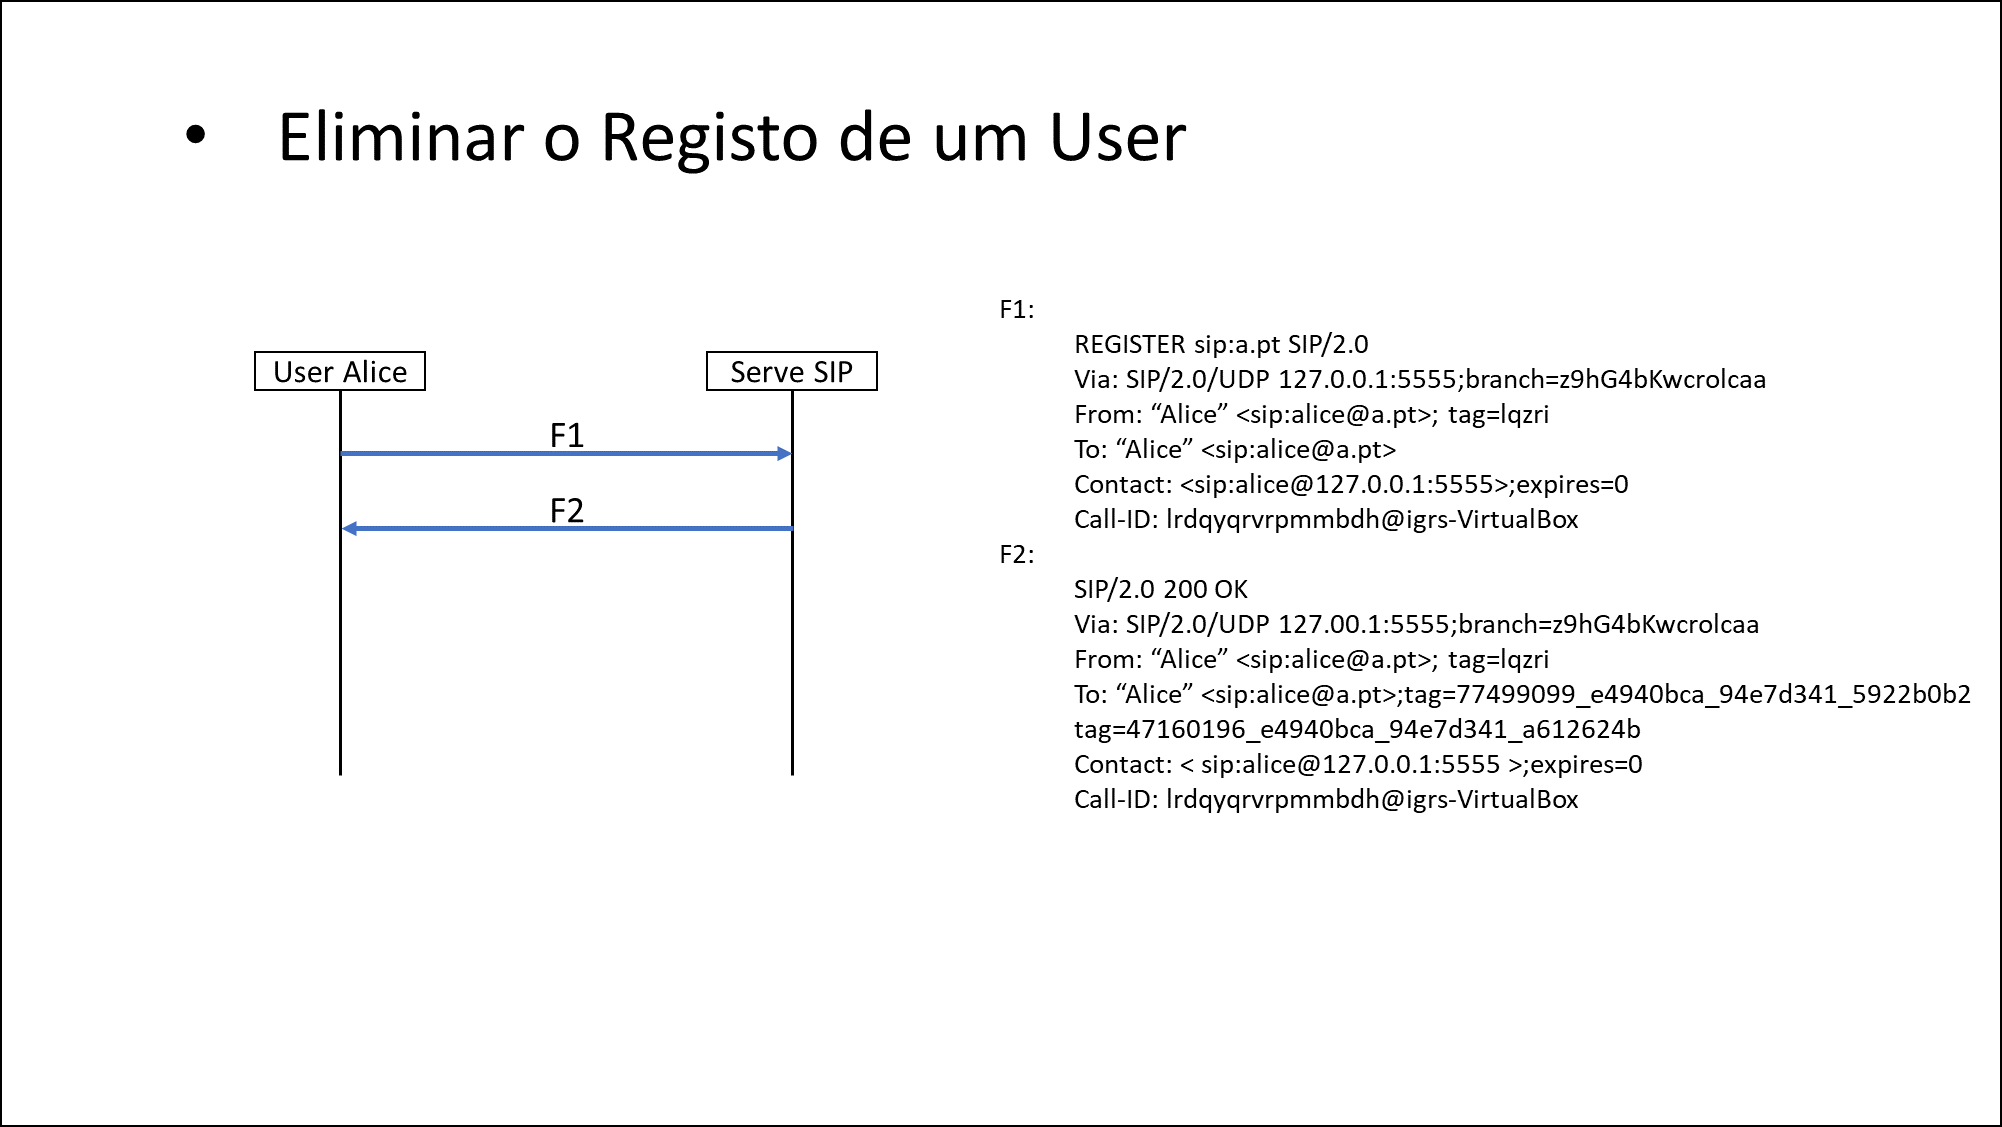 • Eliminar o Registo de um User
User Alice
Serve SIP
F1
F2
F1:
REGISTER sip:a.pt SIP/2.0
Via: SIP/2.0/UDP 127.0.0.1:5555;branch=z9hG4bKwcrolcaa
From: “Alice” <sip:alice@a.pt>; tag=lqzri
To: “Alice” <sip:alice@a.pt>
Contact: <sip:alice@127.0.0.1:5555>;expires=0
Call-ID: lrdqyqrvrpmmbdh@igrs-VirtualBox
F2:
SIP/2.0 200 OK
Via: SIP/2.0/UDP 127.00.1:5555;branch=z9hG4bKwcrolcaa
From: “Alice” <sip:alice@a.pt>; tag=lqzri
To: “Alice” <sip:alice@a.pt>;tag=77499099_e4940bca_94e7d341_5922b0b2
tag=47160196_e4940bca_94e7d341_a612624b
Contact: < sip:alice@127.0.0.1:5555 >;expires=0
Call-ID: lrdqyqrvrpmmbdh@igrs-VirtualBox